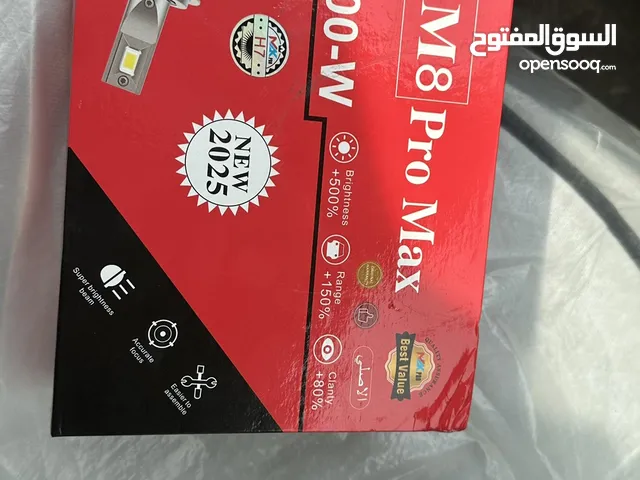 السوق المفتوح
opensooq.com
M8 Pro Max
00-W
H7
NEW
2025
Brightness
+500%
Range
+150%
Clarity
+80%
الاصلي
Best Value
Super brightness
beam
Accurate
focus
Easier to
assemble